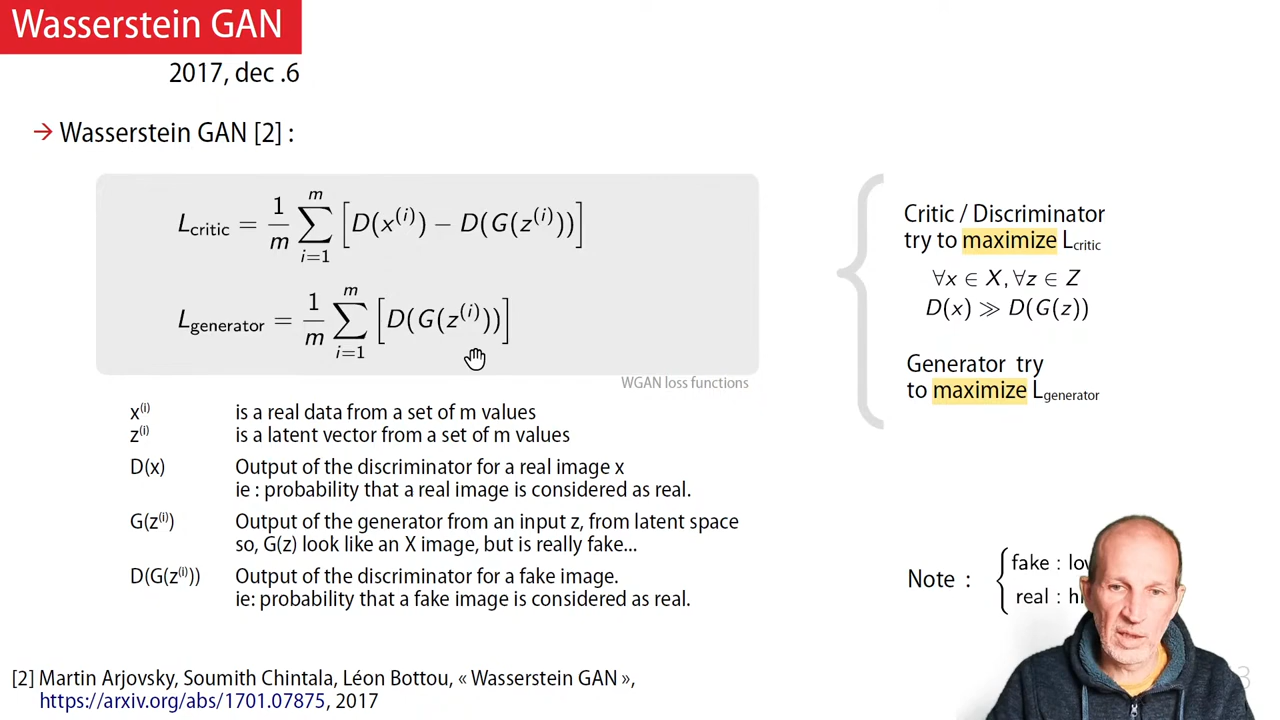 Wasserstein GAN
2017, dec .6
→ Wasserstein GAN [2] :
L_critic = \frac{1}{m} \sum_{i=1}^{m} [D(x^{(i)}) − D(G(z^{(i)}))]
L_generator = \frac{1}{m} \sum_{i=1}^{m} [D(G(z^{(i)}))]
WGAN loss functions
Critic / Discriminator
try to maximize L_critic
∀x ∈ X, ∀z ∈ Z
D(x) ≫ D(G(z))
Generator try
to maximize L_generator
x^(i) is a real data from a set of m values
z^(i) is a latent vector from a set of m values
D(x) Output of the discriminator for a real image x
ie : probability that a real image is considered as real.
G(z^(i)) Output of the generator from an input z, from latent space
so, G(z) look like an X image, but is really fake...
D(G(z^(i))) Output of the discriminator for a fake image.
ie: probability that a fake image is considered as real.
Note :
fake :
real :
[2] Martin Arjovsky, Soumith Chintala, Léon Bottou, « Wasserstein GAN »,
https://arxiv.org/abs/1701.07875, 2017